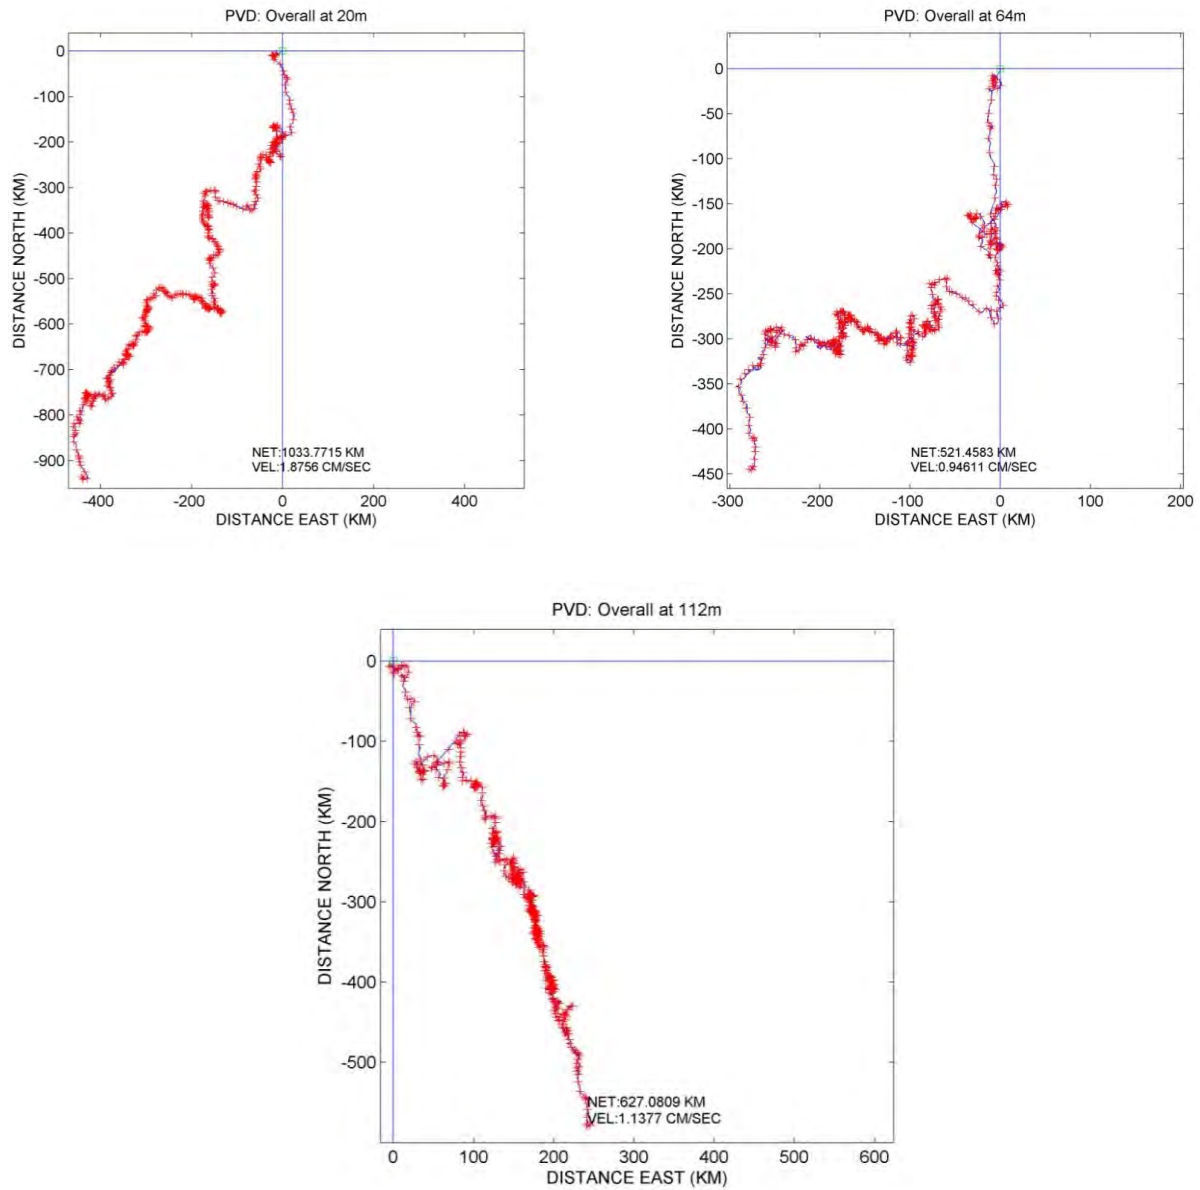 PVD: Overall at 20m
0
-100
-200
-300
-400
-500
-600
-700
-800
-900
DISTANCE NORTH (KM)
NET:1033.7715 KM
VEL:1.8756 CM/SEC
-400
-200
0
200
400
DISTANCE EAST (KM)
PVD: Overall at 64m
0
-50
-100
-150
-200
-250
-300
-350
-400
-450
DISTANCE NORTH (KM)
NET:521.4583 KM
VEL:0.94611 CM/SEC
-300
-200
-100
0
100
200
DISTANCE EAST (KM)
PVD: Overall at 112m
0
-100
-200
-300
-400
-500
DISTANCE NORTH (KM)
NET:627.0809 KM
VEL:1.1377 CM/SEC
0
100
200
300
400
500
600
DISTANCE EAST (KM)